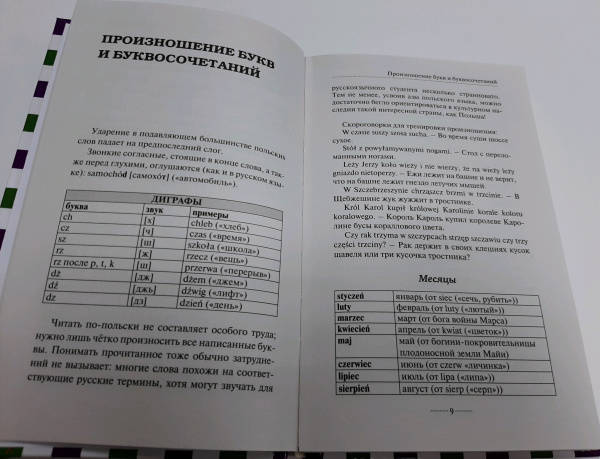 ПРОИЗНОШЕНИЕ БУКВ
И БУКВОСОЧЕТАНИЙ
Ударение в подавляющем большинстве польских
слов падает на предпоследний слог.
Звонкие согласные, стоящие в конце слова, а так-
же перед глухими, оглушаются (как и в русском язы-
ке): samochód [самохо́т] («автомобиль»).
ДИГРАФЫ
буква звук примеры
ch [х] chleb («хлеб»)
cz [ч] czas («время»)
sz [ш] szkoła («школа»)
rz [ж] rzecz («вещь»)
rz после p, t, k [ш] przerwa («перерыв»)
dż [дж] dżem («джем»)
dź [джь] dźwig («лифт»)
dz [дз] dzień («день»)
Читать по-польски не составляет особого труда;
нужно лишь чётко произносить все написанные бук-
вы. Понимать прочитанное тоже обычно затрудне-
ний не вызывает: многие слова похожи на соответ-
ствующие русские термины, хотя могут звучать для
Произношение букв и буквосочетаний
русскоязычного студента несколько странновато.
Тем не менее, усвоив азы польского языка, можно
достаточно бегло ориентироваться в культурном на-
следии такой интересной страны, как Польша!
Скороговорки для тренировки произношения:
W czasie suszy szosa sucha. – Во время суши шоссе
сухое.
Stół z powyłamywanymi nogami. – Стол с перело-
манными ногами.
Leży Jerzy koło wieży i nie wierzy, że na wieży leży
gniazdo nietoperzy. – Ежи лежит на башне и не верит,
что на башне лежит гнездо летучих мышей.
W Szczebrzeszynie chrząszcz brzmi w trzcinie. – В
Шебжешине жук жужжит в тростнике.
Król Karol kupił królowej Karolinie korale koloru
koralowego. – Король Кароль купил королеве Кароли-
не бусы кораллового цвета.
Czy rak trzyma w szczypcach strzęp szczawiu czy trzy
części trzciny? – Рак держит в своих клешнях кусок
щавеля или три кусочка тростника?
Месяцы
styczeń январь (от siec («сечь, рубить»))
luty февраль (от luty («лютый»))
marzec март (от бога войны Марса)
kwiecień апрель (от kwiat («цветок»))
maj май (от богини-покровительницы
плодоносной земли Майи)
czerwiec июнь (от czerw «личинка»)
lipiec июль (от lipa («липа»))
sierpień август (от sierp («серп»))
9